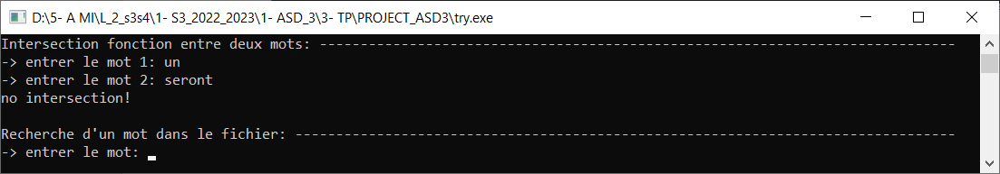 D:\5- A MI\L_2_s3s4\1- S3_2022_2023\1- ASD_3\3- TP\PROJECT_ASD3\try.exe
Intersection fonction entre deux mots: ------------------------------------------------------------------------------
-> entrer le mot 1: un
-> entrer le mot 2: seront
no intersection!
Recherche d'un mot dans le fichier: ---------------------------------------------------------------------------------
-> entrer le mot: